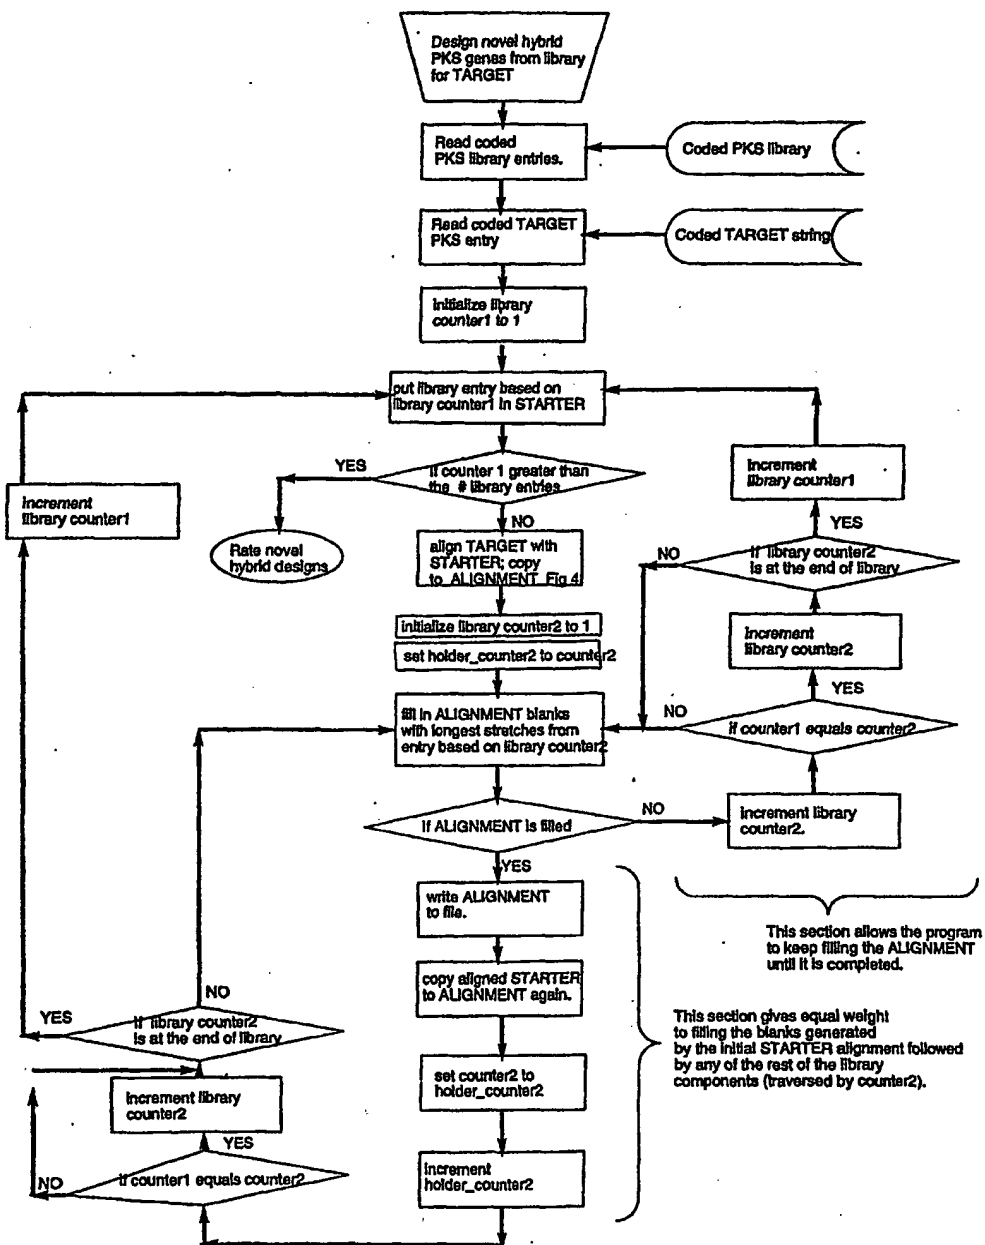 Design novel hybrid
PKS genes from library
for TARGET
Read coded
PKS library entries.
Coded PKS library
Read coded TARGET
PKS entry
Coded TARGET string
initialize library
counter1 to 1
put library entry based on
library counter1 in STARTER
YES
if counter 1 greater than
the # library entries
NO
Rate novel
hybrid designs
align TARGET with
STARTER; copy
to ALIGNMENT Fig 4
initialize library counter2 to 1
set holder_counter2 to counter2
fill in ALIGNMENT blanks
with longest stretches from
entry based on library counter2
if ALIGNMENT is filled
NO
increment library
counter2.
if counter1 equals counter2
NO
YES
increment
library counter2
if library counter2
is at the end of library
NO
YES
increment
library counter1
This section allows the program
to keep filling the ALIGNMENT
until it is completed.
YES
write ALIGNMENT
to file.
copy aligned STARTER
to ALIGNMENT again.
set counter2 to
holder_counter2
increment
holder_counter2
This section gives equal weight
to filling the blanks generated
by the initial STARTER alignment followed
by any of the rest of the library
components (traversed by counter2).
if counter1 equals counter2
NO
YES
increment library
counter2
if library counter2
is at the end of library
NO
YES
increment
library counter1